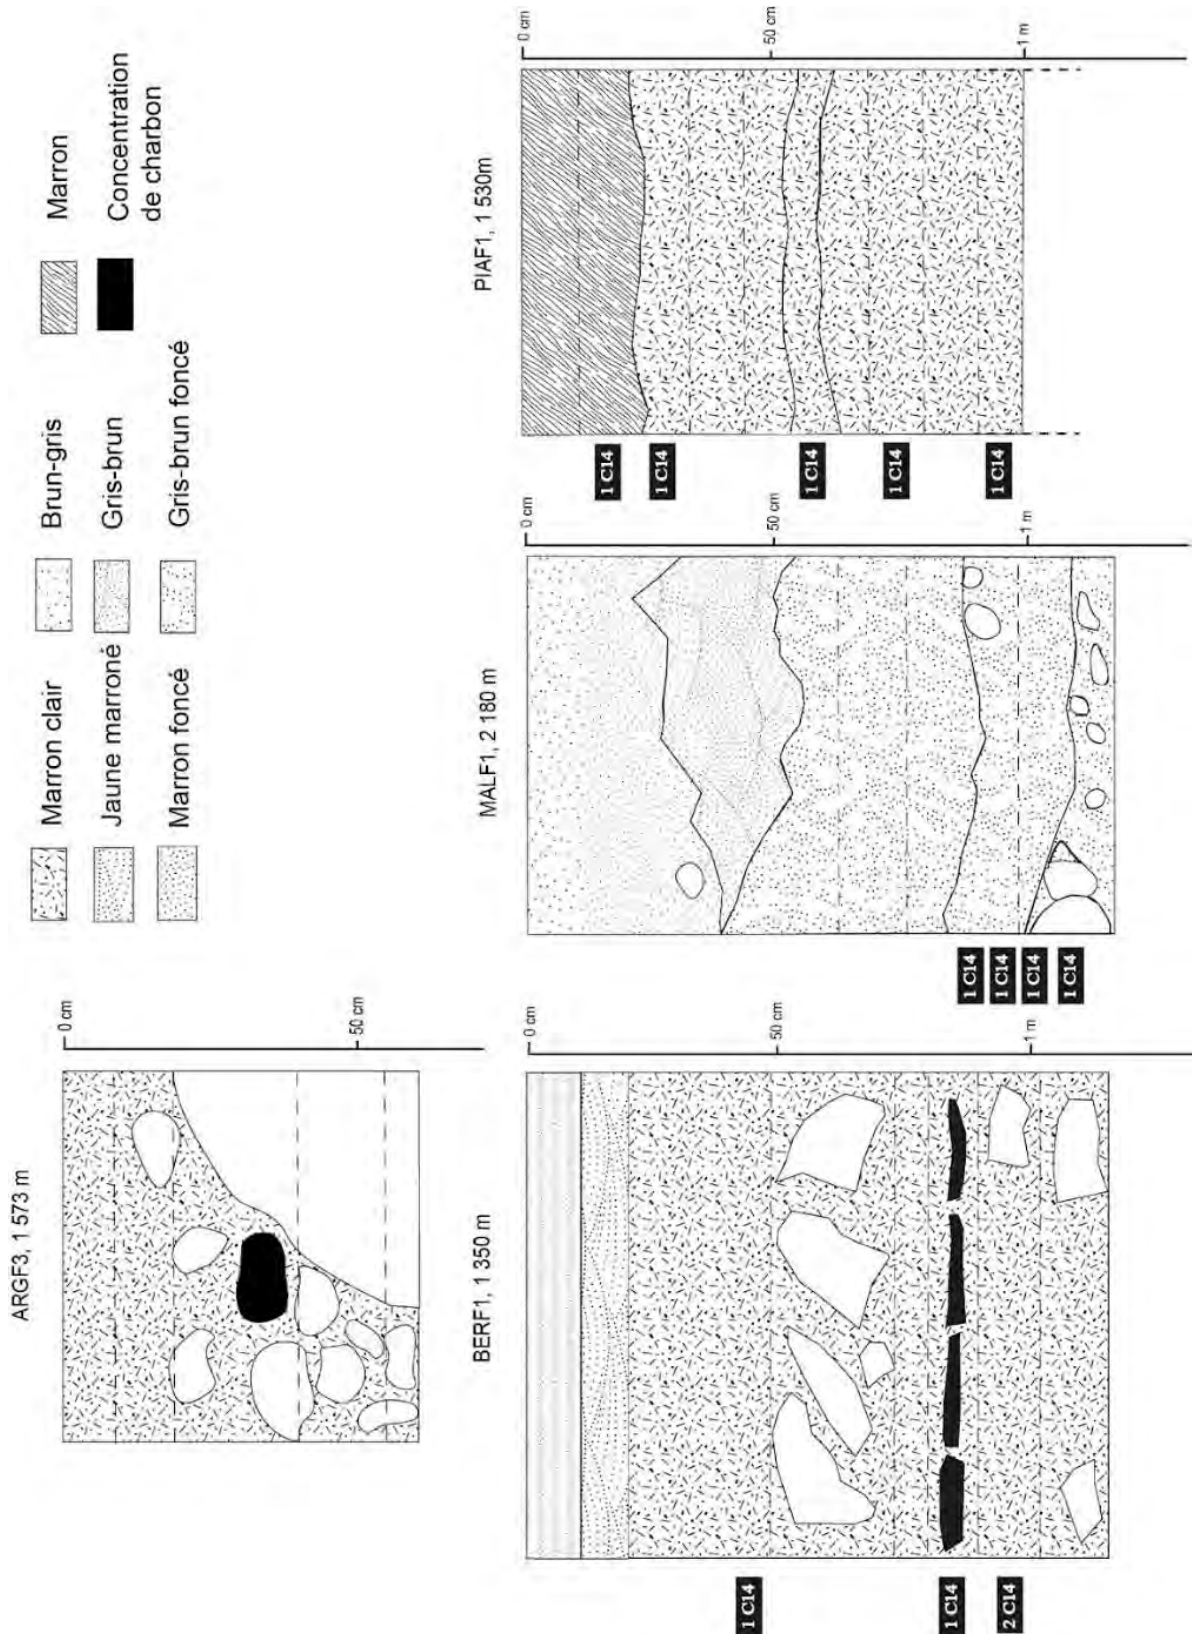 Marron clair
Jaune marroné
Marron foncé
Brun-gris
Gris-brun
Gris-brun foncé
Marron
Concentration
de charbon
ARGF3, 1 573 m
0 cm
50 cm
BERF1, 1 350 m
0 cm
50 cm
1 m
1 C14
1 C14
2 C14
MALF1, 2 180 m
0 cm
50 cm
1 m
1 C14
1 C14
1 C14
1 C14
PIAF1, 1 530m
0 cm
50 cm
1 m
1 C14
1 C14
1 C14
1 C14
1 C14